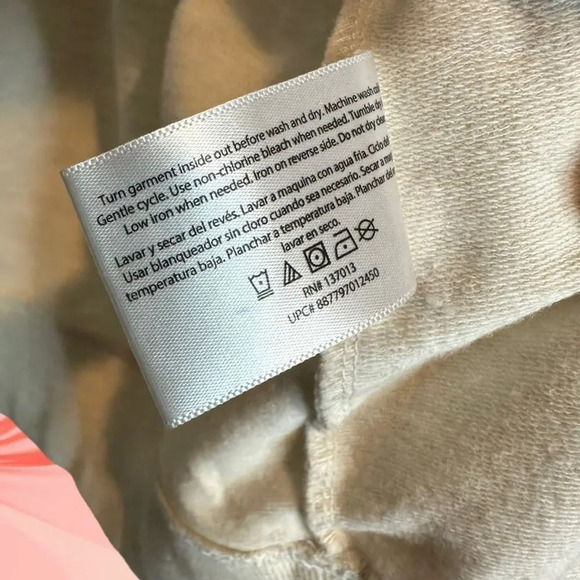 Turn garment inside out before wash and dry. Machine wash
Gentle cycle. Use non-chlorine bleach when needed. Tumble
Low iron when needed. Iron on reverse side. Do not dry clean.
Lavar y secar del revés. Lavar a maquina con agua fria. Ciclo
Usar blanqueador sin cloro cuando sea necesario. Secar a
temperatura baja. Planchar a temperatura baja. Planchar del
lavar en seco.
RN# 137013
UPC# 887797012450